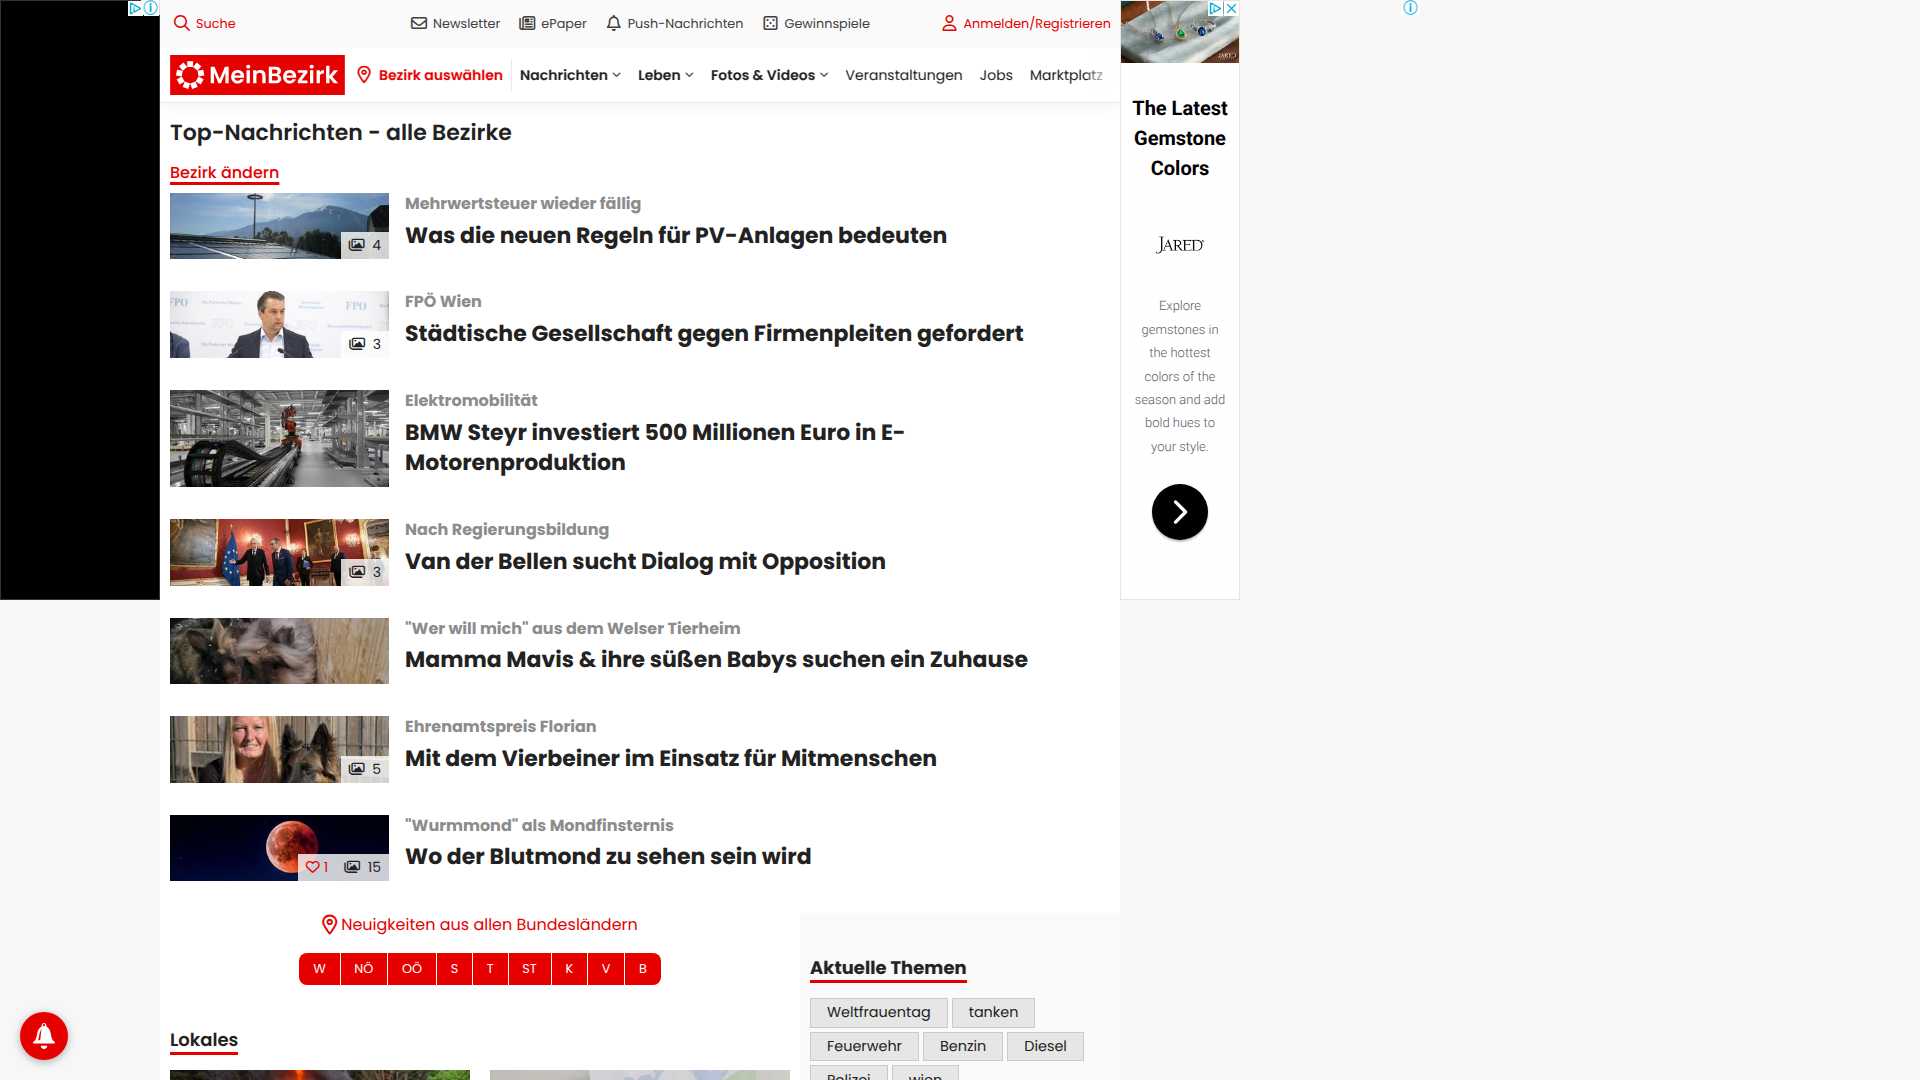 Suche
Newsletter
ePaper
Push-Nachrichten
Gewinnspiele
Anmelden/Registrieren
MeinBezirk
Bezirk auswählen
Nachrichten
Leben
Fotos & Videos
Veranstaltungen
Jobs
Marktplatz
Top-Nachrichten - alle Bezirke
Bezirk ändern
4
Mehrwertsteuer wieder fällig
Was die neuen Regeln für PV-Anlagen bedeuten
3
FPÖ Wien
Städtische Gesellschaft gegen Firmenpleiten gefordert
Elektromobilität
BMW Steyr investiert 500 Millionen Euro in E-
Motorenproduktion
3
Nach Regierungsbildung
Van der Bellen sucht Dialog mit Opposition
"Wer will mich" aus dem Welser Tierheim
Mamma Mavis & ihre süßen Babys suchen ein Zuhause
5
Ehrenamtspreis Florian
Mit dem Vierbeiner im Einsatz für Mitmenschen
1
15
"Wurmmond" als Mondfinsternis
Wo der Blutmond zu sehen sein wird
Neuigkeiten aus allen Bundesländern
W
NÖ
OÖ
S
T
ST
K
V
B
Lokales
Aktuelle Themen
Weltfrauentag
tanken
Feuerwehr
Benzin
Diesel
Polizei
wien
JARED
The Latest
Gemstone
Colors
JARED
Explore
gemstones in
the hottest
colors of the
season and add
bold hues to
your style.